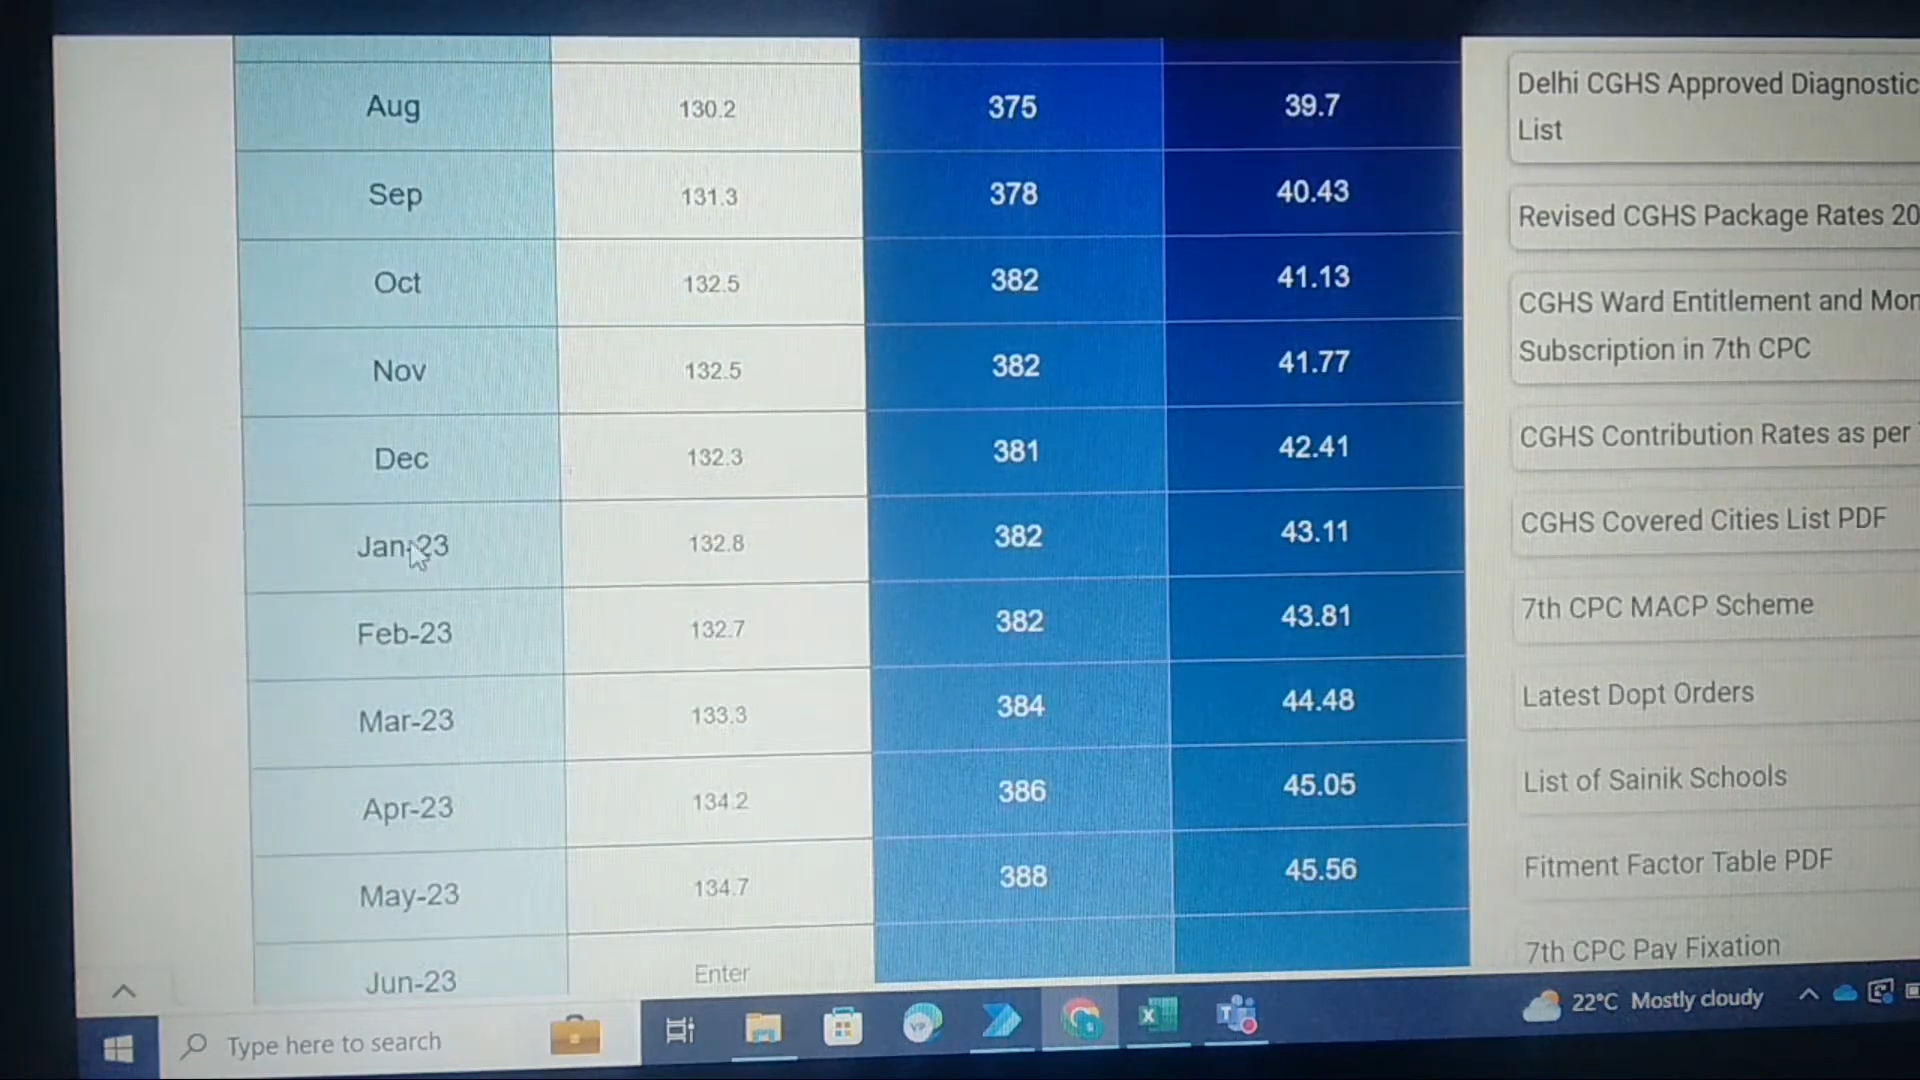 Aug 130.2 375 39.7
Sep 131.3 378 40.43
Oct 132.5 382 41.13
Nov 132.5 382 41.77
Dec 132.3 381 42.41
Jan-23 132.8 382 43.11
Feb-23 132.7 382 43.81
Mar-23 133.3 384 44.48
Apr-23 134.2 386 45.05
May-23 134.7 388 45.56
Jun-23 Enter
Delhi CGHS Approved Diagnostic
List
Revised CGHS Package Rates 20
CGHS Ward Entitlement and Mon
Subscription in 7th CPC
CGHS Contribution Rates as per
CGHS Covered Cities List PDF
7th CPC MACP Scheme
Latest Dopt Orders
List of Sainik Schools
Fitment Factor Table PDF
7th CPC Pay Fixation
Type here to search
VP
22°C Mostly cloudy